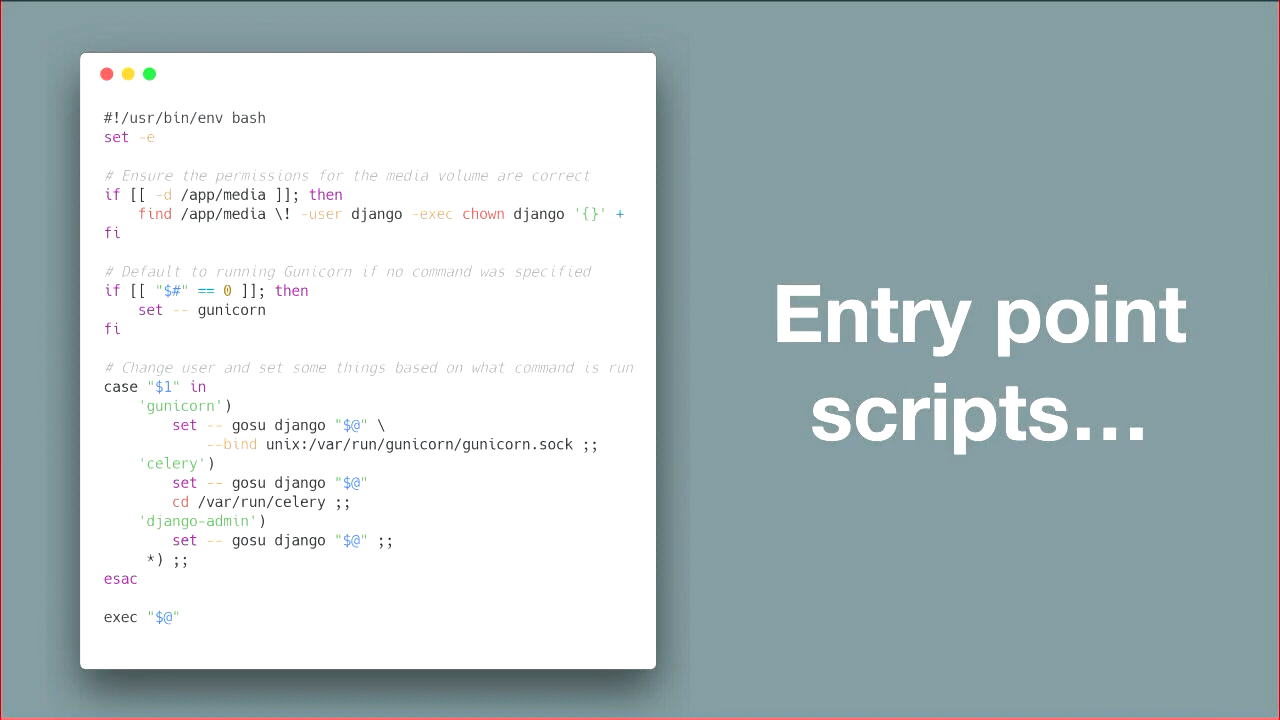 #!/usr/bin/env bash
set -e

# Ensure the permissions for the media volume are correct
if [[ -d /app/media ]]; then
    find /app/media \! -user django -exec chown django '{}' +
fi

# Default to running Gunicorn if no command was specified
if [[ "$#" == 0 ]]; then
    set -- gunicorn
fi

# Change user and set some things based on what command is run
case "$1" in
    'gunicorn')
        set -- gosu django "$@" \
            --bind unix:/var/run/gunicorn/gunicorn.sock ;;
    'celery')
        set -- gosu django "$@"
        cd /var/run/celery ;;
    'django-admin')
        set -- gosu django "$@" ;;
     *) ;;
esac

exec "$@"
Entry point
scripts...